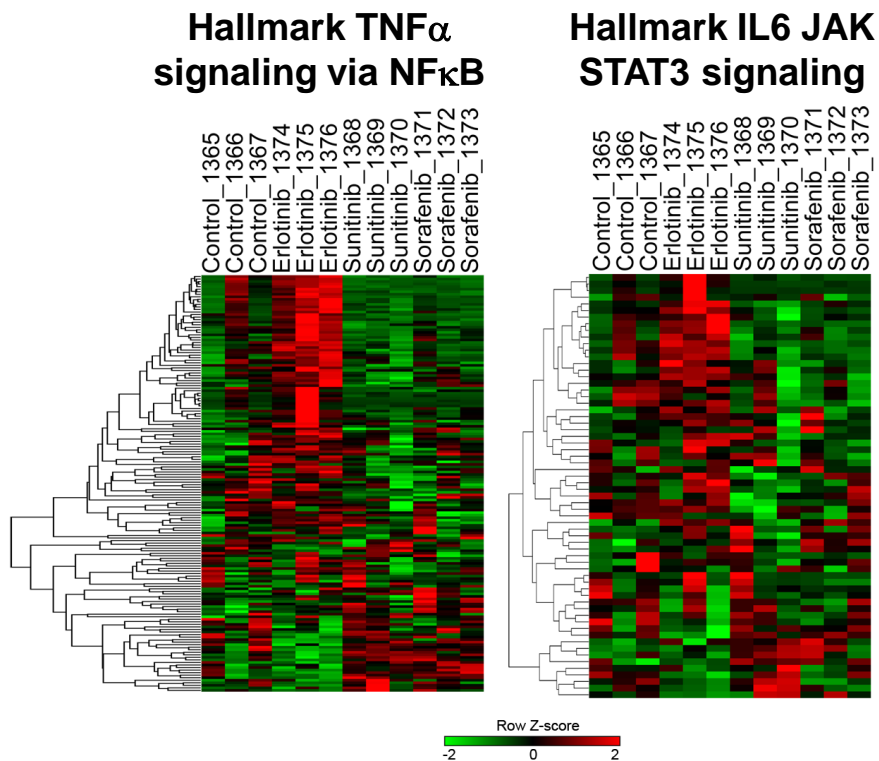 Hallmark TNFα
signaling via NFκB
Hallmark IL6 JAK
STAT3 signaling
Control_1365
Control_1366
Control_1367
Erlotinib_1374
Erlotinib_1375
Erlotinib_1376
Sunitinib_1368
Sunitinib_1369
Sunitinib_1370
Sorafenib_1371
Sorafenib_1372
Sorafenib_1373
Control_1365
Control_1366
Control_1367
Erlotinib_1374
Erlotinib_1375
Erlotinib_1376
Sunitinib_1368
Sunitinib_1369
Sunitinib_1370
Sorafenib_1371
Sorafenib_1372
Sorafenib_1373
Row Z-score
-2 0 2